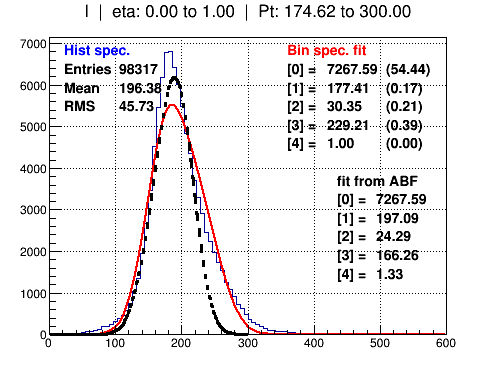 I | eta: 0.00 to 1.00 | Pt: 174.62 to 300.00
Hist spec.
Entries 98317
Mean 196.38
RMS 45.73
Bin spec. fit
[0] = 7267.59 (54.44)
[1] = 177.41 (0.17)
[2] = 30.35 (0.21)
[3] = 229.21 (0.39)
[4] = 1.00 (0.00)
fit from ABF
[0] = 7267.59
[1] = 197.09
[2] = 24.29
[3] = 166.26
[4] = 1.33
7000
6000
5000
4000
3000
2000
1000
0
0 100 200 300 400 500 600